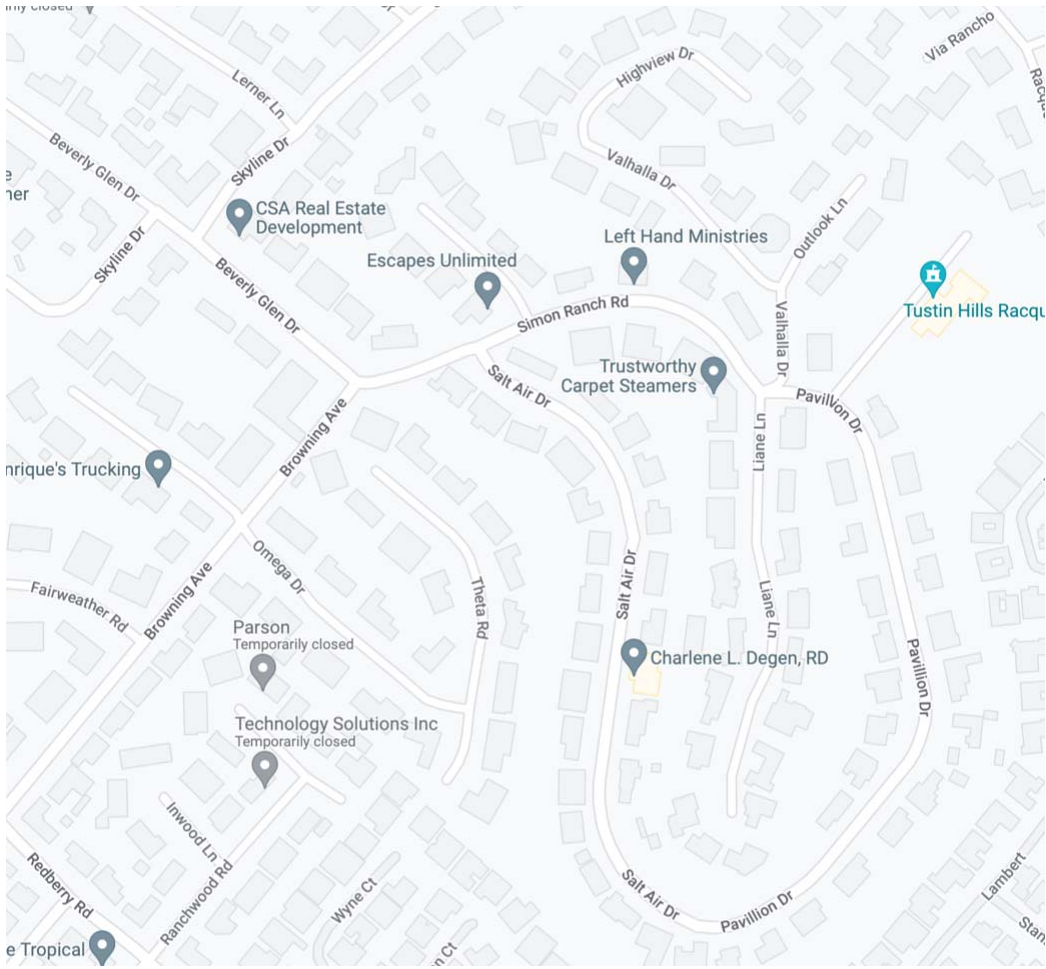 Lerner Ln
Highview Dr
Via Rancho
Beverly Glen Dr
Skyline Dr
Valhalla Dr
CSA Real Estate
Development
Skyline Dr
Outlook Ln
Left Hand Ministries
Escapes Unlimited
Beverly Glen Dr
Simon Ranch Rd
Tustin Hills Racqu
Valhalla Dr
Trustworthy
Carpet Steamers
Salt Air Dr
Pavillion Dr
Browning Ave
Liane Ln
nrique's Trucking
Omega Dr
Salt Air Dr
Fairweather Rd
Browning Ave
Theta Rd
Liane Ln
Parson
Temporarily closed
Charlene L. Degen, RD
Pavillion Dr
Technology Solutions Inc
Temporarily closed
Inwood Ln
Redberry Rd
Ranchwood Rd
Wyne Ct
Salt Air Dr
Pavillion Dr
Lambert
e Tropical
Ct